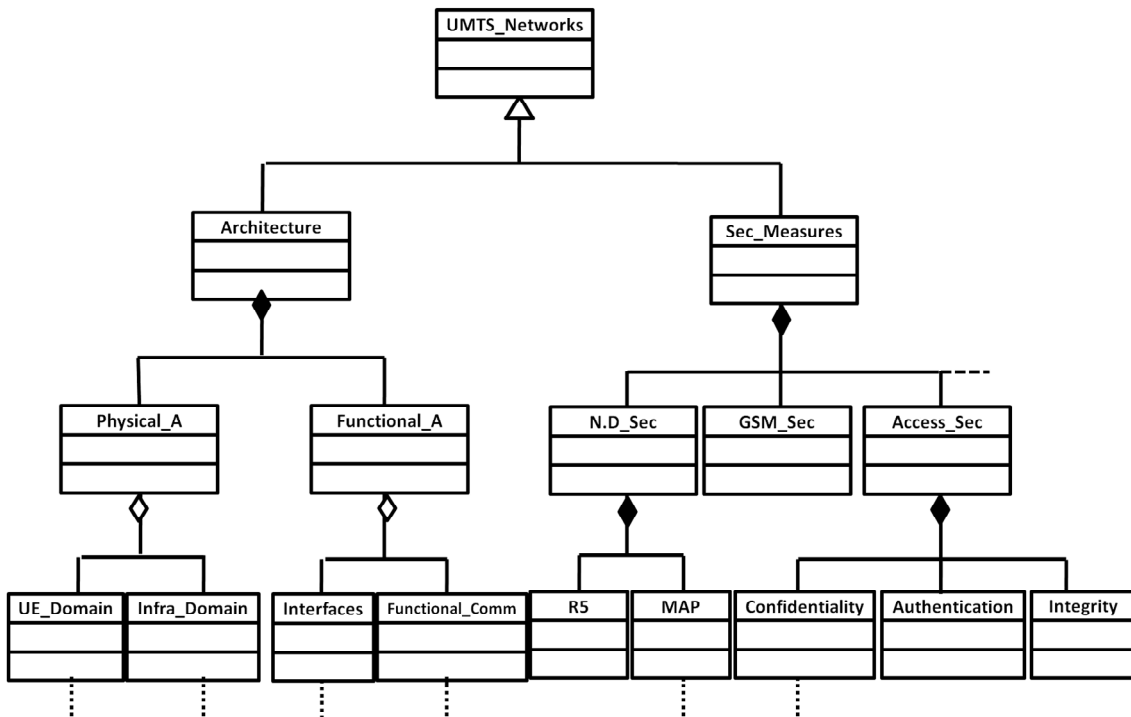 UMTS_Networks
Architecture
Sec_Measures
Physical_A
Functional_A
N.D_Sec
GSM_Sec
Access_Sec
UE_Domain
Infra_Domain
Interfaces
Functional_Comm
R5
MAP
Confidentiality
Authentication
Integrity